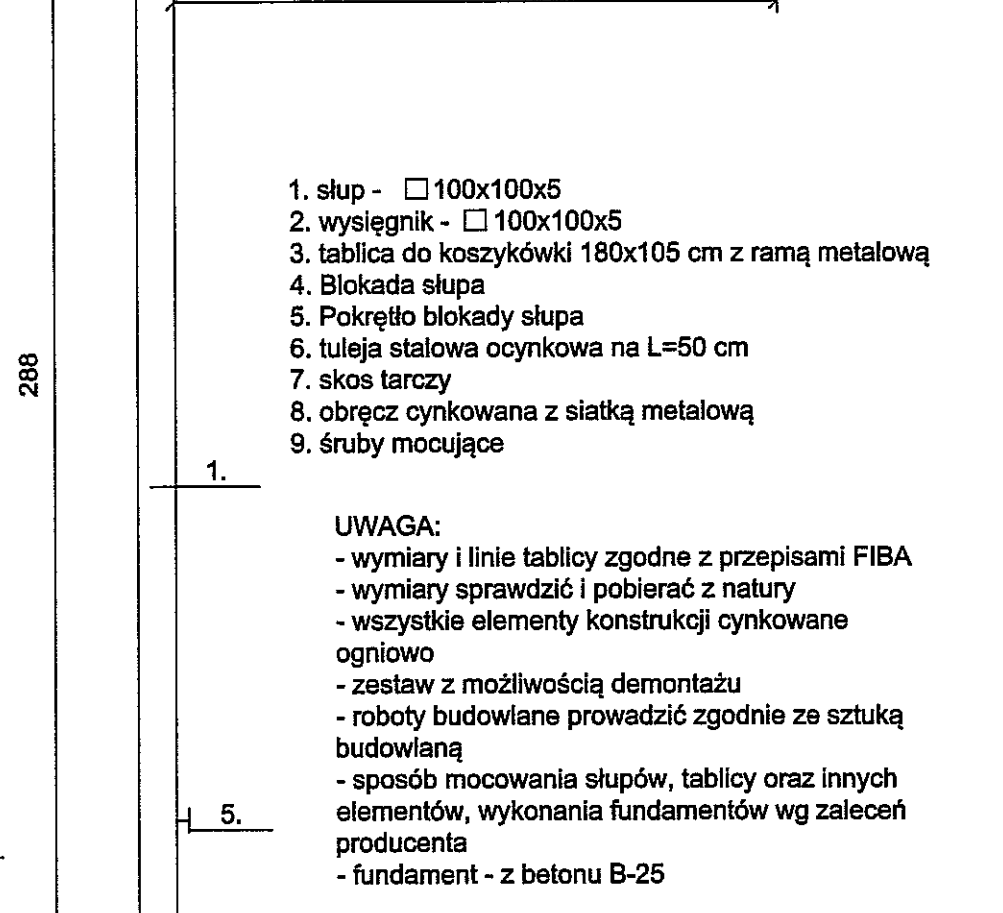 1. słup - □ 100x100x5
2. wysięgnik - □ 100x100x5
3. tablica do koszykówki 180x105 cm z ramą metalową
4. Blokada słupa
5. Pokrętło blokady słupa
6. tuleja stalowa ocynkowa na L=50 cm
7. skos tarczy
8. obręcz cynkowana z siatką metalową
9. śruby mocujące
288
1.
UWAGA:
- wymiary i linie tablicy zgodne z przepisami FIBA
- wymiary sprawdzić i pobierać z natury
- wszystkie elementy konstrukcji cynkowane
ogniowo
- zestaw z możliwością demontażu
- roboty budowlane prowadzić zgodnie ze sztuką
budowlaną
- sposób mocowania słupów, tablicy oraz innych
elementów, wykonania fundamentów wg zaleceń
producenta
- fundament - z betonu B-25
5.